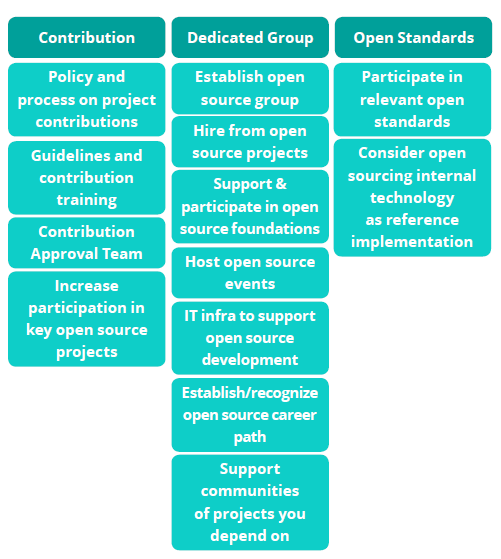 Contribution
Policy and
process on project
contributions
Guidelines and
contribution
training
Contribution
Approval Team
Increase
participation in
key open source
projects
Dedicated Group
Establish open
source group
Hire from open
source projects
Support &
participate in open
source foundations
Host open source
events
IT infra to support
open source
development
Establish/recognize
open source career
path
Support
communities
of projects you
depend on
Open Standards
Participate in
relevant open
standards
Consider open
sourcing internal
technology
as reference
implementation